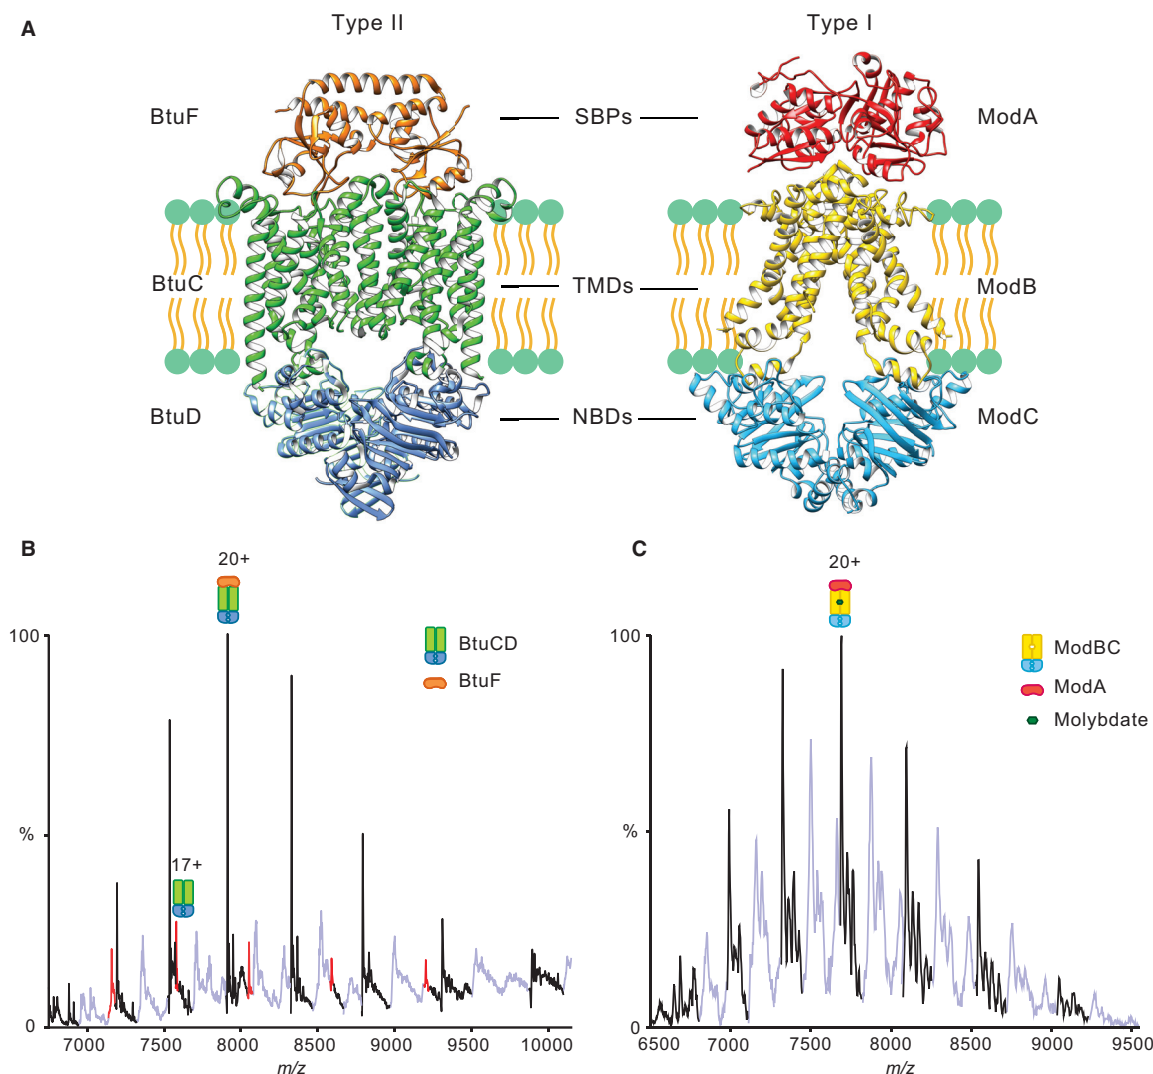 A
Type II
Type I
BtuF
SBPs
ModA
BtuC
TMDs
ModB
BtuD
NBDs
ModC
B
20+
100
BtuCD
BtuF
%
17+
0
7000 7500 8000 8500 9000 9500 10000
m/z
C
20+
100
ModBC
ModA
Molybdate
%
0
6500 7000 7500 8000 8500 9000 9500
m/z